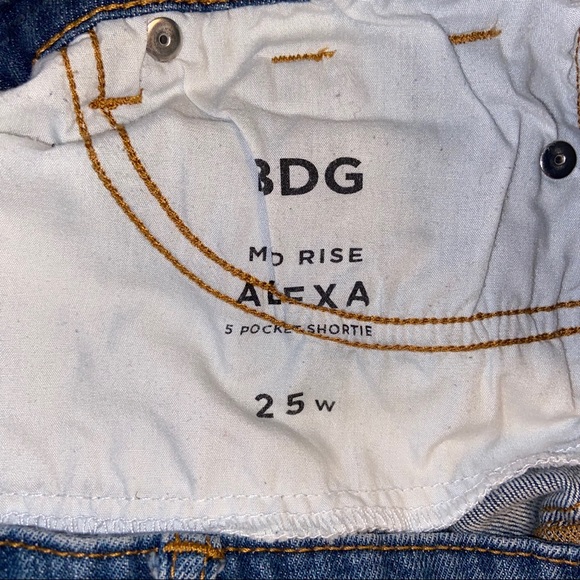 BDG
MID RISE
ALEXA
5 POCKET SHORTIE
25W